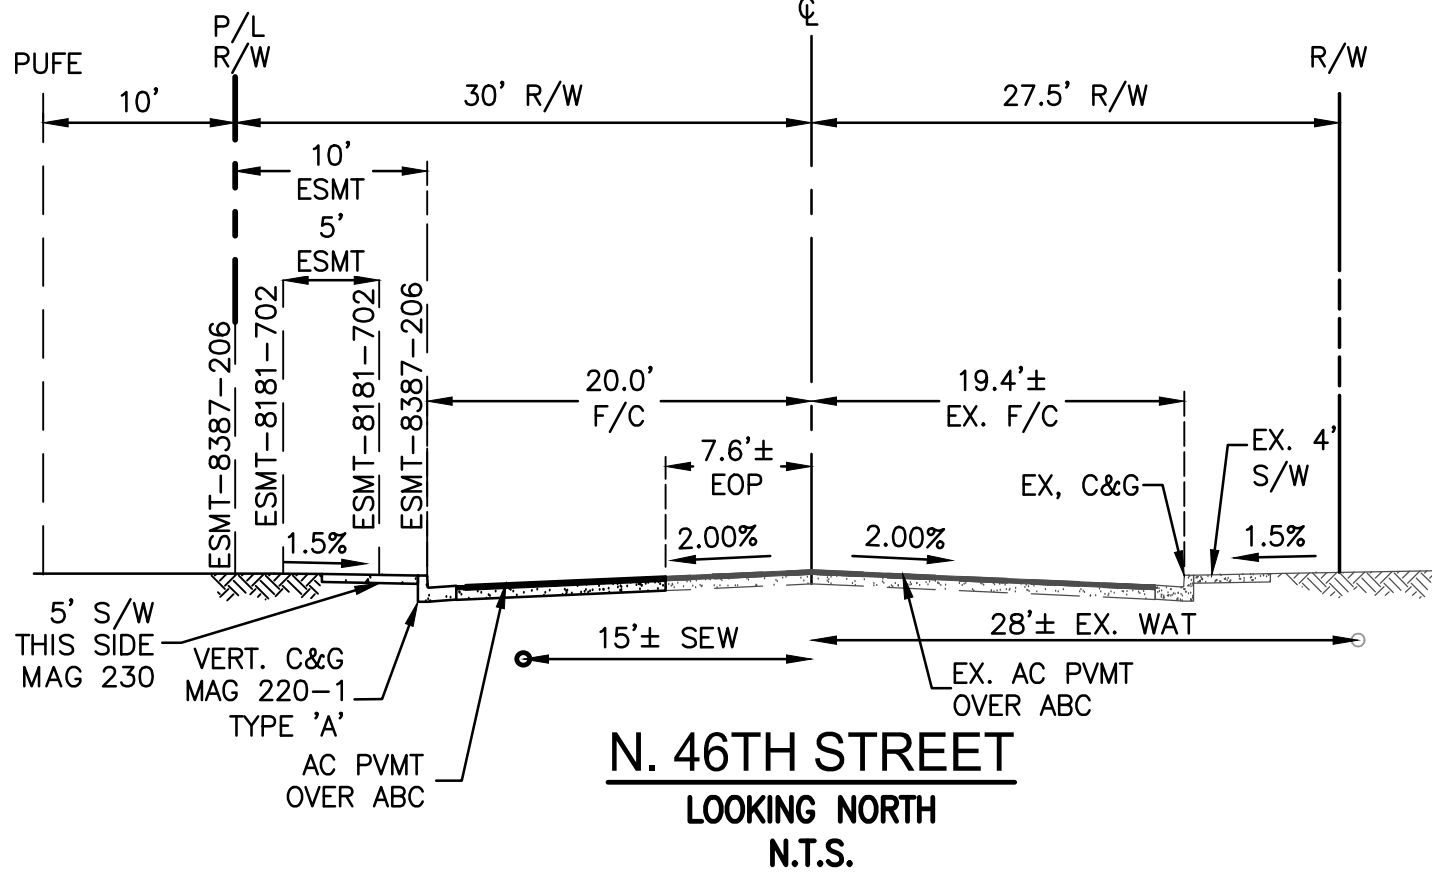 ℄
P/L
R/W
PUFE
R/W
10'
30' R/W
27.5' R/W
10'
ESMT
5'
ESMT
ESMT-8387-206
ESMT-8181-702
ESMT-8181-702
ESMT-8387-206
20.0'
F/C
19.4'±
EX. F/C
7.6'±
EOP
EX. 4'
S/W
EX, C&G
1.5%
2.00%
2.00%
1.5%
5' S/W
THIS SIDE
MAG 230
15'± SEW
28'± EX. WAT
VERT. C&G
MAG 220-1
TYPE 'A'
EX. AC PVMT
OVER ABC
AC PVMT
OVER ABC
N. 46TH STREET
LOOKING NORTH
N.T.S.